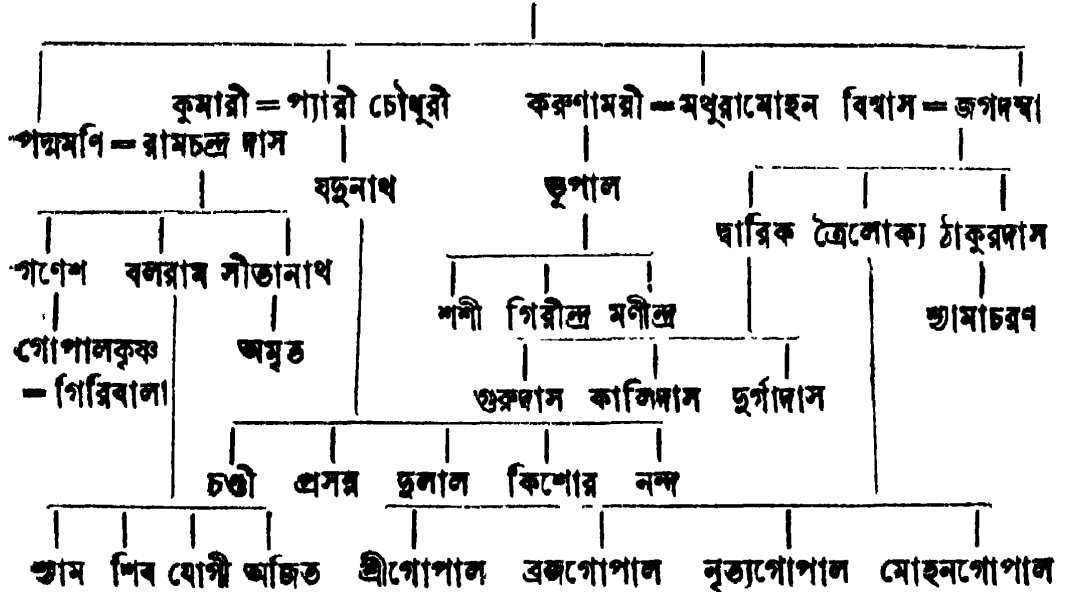 কুমারী = প্যারী চৌধুরী করুণাময়ী = মথুরামোহন বিশ্বাস = জগদম্বা
পদ্মমণি = রামচন্দ্র দাস
যদুনাথ ভূপাল
দ্বারিক ত্রৈলোক্য ঠাকুরদাস
গণেশ বলরাম সীতানাথ
শশী গিরীন্দ্র মণীন্দ্র শ্যামাচরণ
গোপালকৃষ্ণ অমৃত
= গিরিবালা গুরুদাস কালিদাস দুর্গাদাস
চণ্ডী প্রসন্ন দুলাল কিশোর নন্দ
শ্যাম শিব যোগী অজিত শ্রীগোপাল ব্রজগোপাল নৃত্যগোপাল মোহনগোপাল